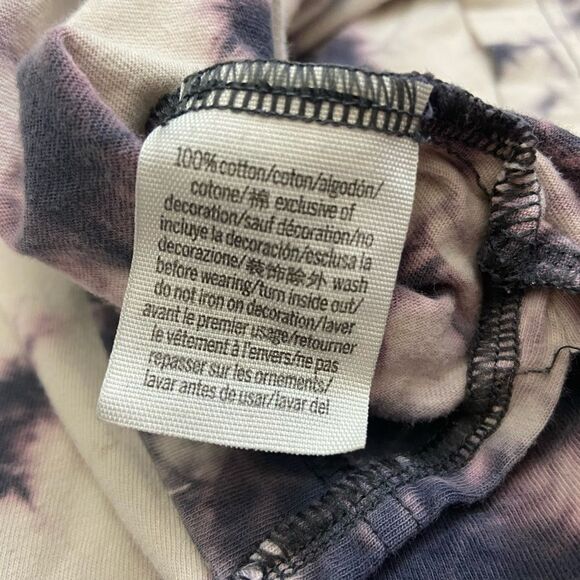 100% cotton/coton/algodón/
cotone/棉 exclusive of
decoration/sauf décoration/no
incluye la decoración/esclusa la
decorazione/装饰除外 wash
before wearing/turn inside out/
do not iron on decoration/laver
avant le premier usage/retourner
le vêtement à l'envers/ne pas
repasser sur les ornements/
lavar antes de usar/lavar del